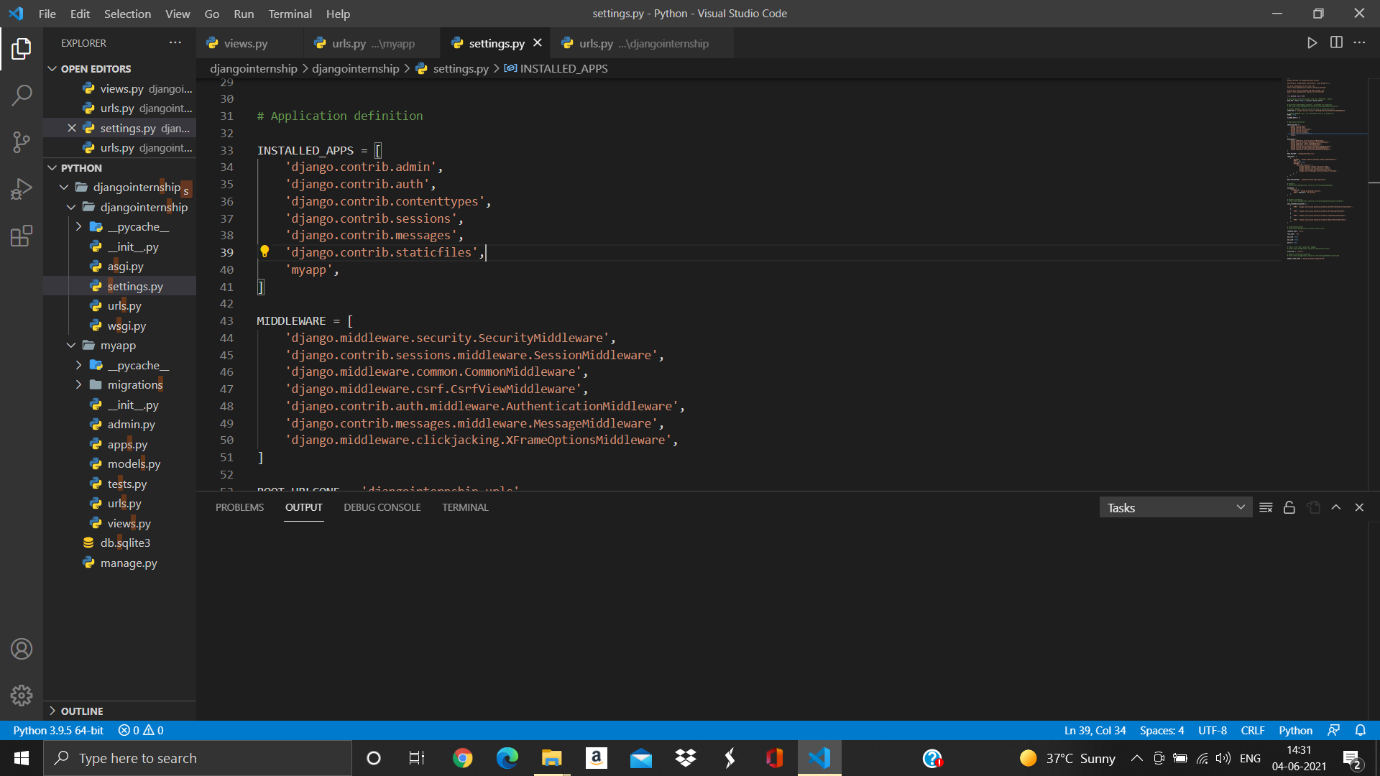 File Edit Selection View Go Run Terminal Help
settings.py - Python - Visual Studio Code
EXPLORER
OPEN EDITORS
views.py djangoi...
urls.py djangoint...
settings.py djan...
urls.py djangoint...
PYTHON
djangointernship s
djangointernship
__pycache__
__init__.py
asgi.py
settings.py
urls.py
wsgi.py
myapp
__pycache__
migrations
__init__.py
admin.py
apps.py
models.py
tests.py
urls.py
views.py
db.sqlite3
manage.py
OUTLINE
views.py
urls.py ...\myapp
settings.py
urls.py ...\djangointernship
djangointernship > djangointernship > settings.py > INSTALLED_APPS
29
30
31 # Application definition
32
33 INSTALLED_APPS = [
34 'django.contrib.admin',
35 'django.contrib.auth',
36 'django.contrib.contenttypes',
37 'django.contrib.sessions',
38 'django.contrib.messages',
39 'django.contrib.staticfiles',
40 'myapp',
41 ]
42
43 MIDDLEWARE = [
44 'django.middleware.security.SecurityMiddleware',
45 'django.contrib.sessions.middleware.SessionMiddleware',
46 'django.middleware.common.CommonMiddleware',
47 'django.middleware.csrf.CsrfViewMiddleware',
48 'django.contrib.auth.middleware.AuthenticationMiddleware',
49 'django.contrib.messages.middleware.MessageMiddleware',
50 'django.middleware.clickjacking.XFrameOptionsMiddleware',
51 ]
52
53 ROOT_URLCONF = 'djangointernship.urls'
PROBLEMS OUTPUT DEBUG CONSOLE TERMINAL
Tasks
Python 3.9.5 64-bit 0 0
Ln 39, Col 34 Spaces: 4 UTF-8 CRLF Python
Type here to search
37°C Sunny
ENG
14:31
04-06-2021
2